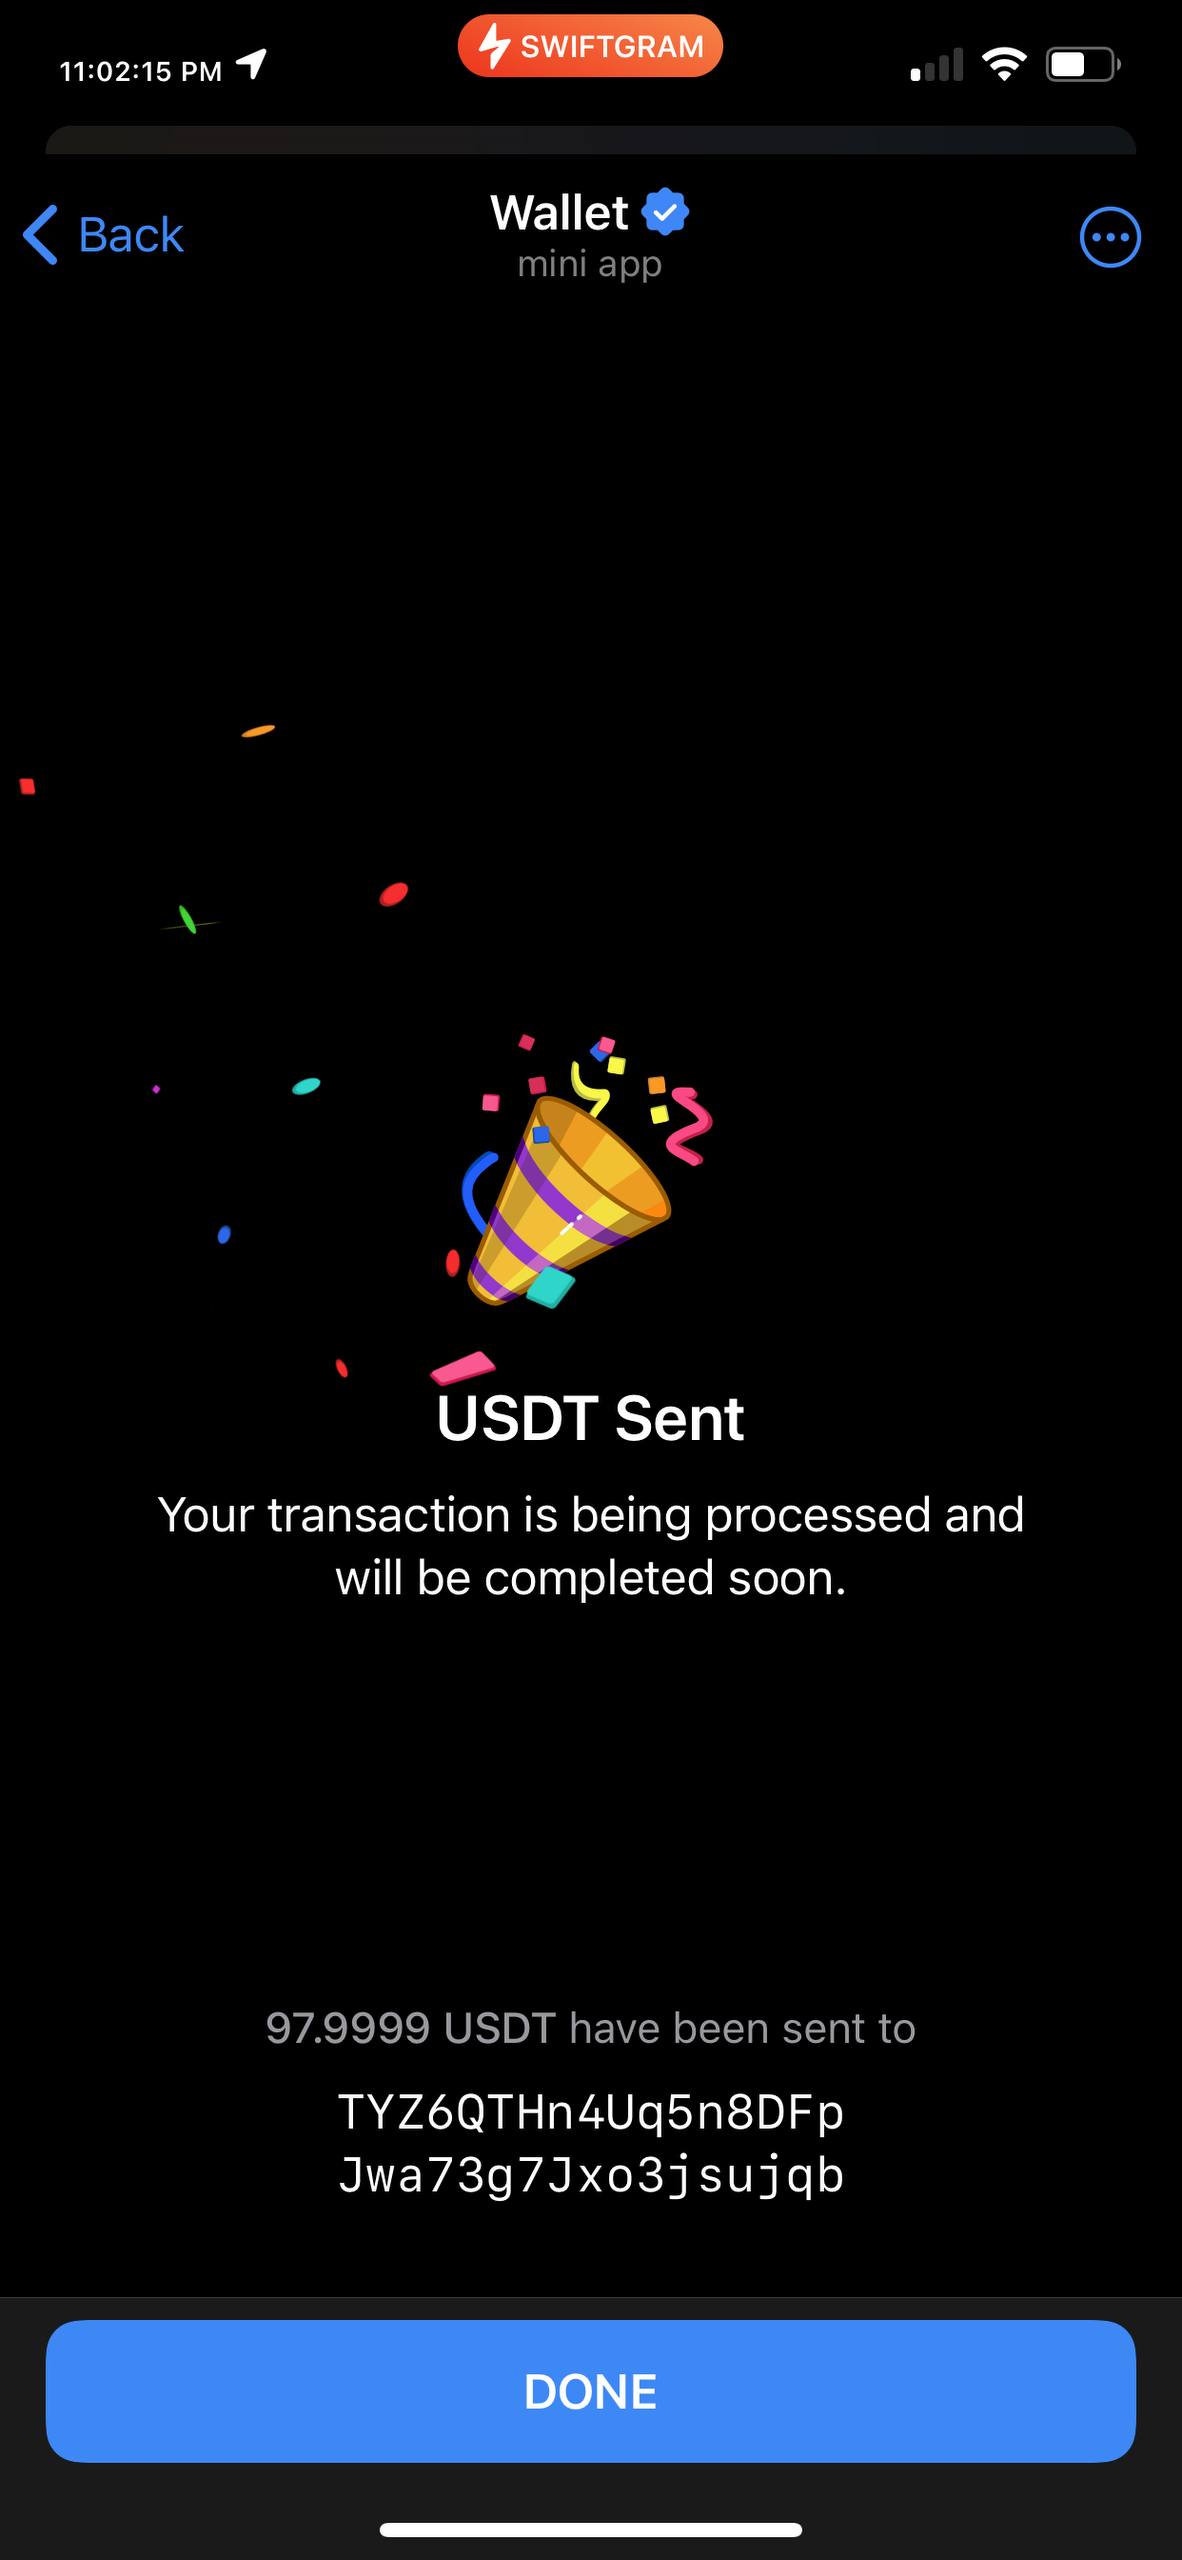 11:02:15 PM
SWIFTGRAM
Back
Wallet
mini app
USDT Sent
Your transaction is being processed and
will be completed soon.
97.9999 USDT have been sent to
TYZ6QTHn4Uq5n8DFp
Jwa73g7Jxo3jsujqb
DONE